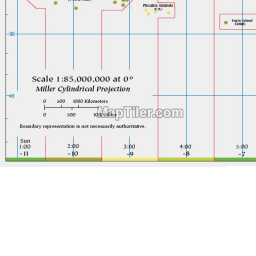 Pitcairn Islands
(U.K.)
Easter Island
(CHILE)
-30
Scale 1:85,000,000 at 0°
Miller Cylindrical Projection
-45
0 500 1000 Kilometers
0 500 1000 Miles
MapTiler.com
Boundary representation is not necessarily authoritative.
Sun
1:00 2:00 3:00 4:00 5:00
-11 -10 -9 -8 -7